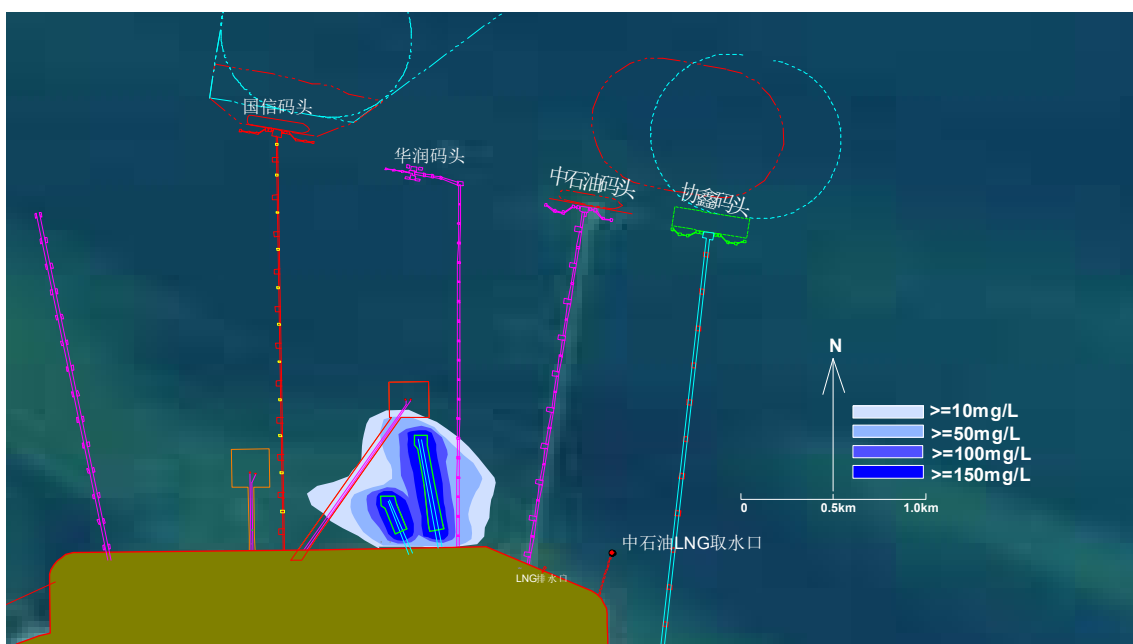 国信码头
华润码头
中石油码头
协鑫码头
N
>=10mg/L
>=50mg/L
>=100mg/L
>=150mg/L
0 0.5km 1.0km
中石油LNG取水口
LNG排水口